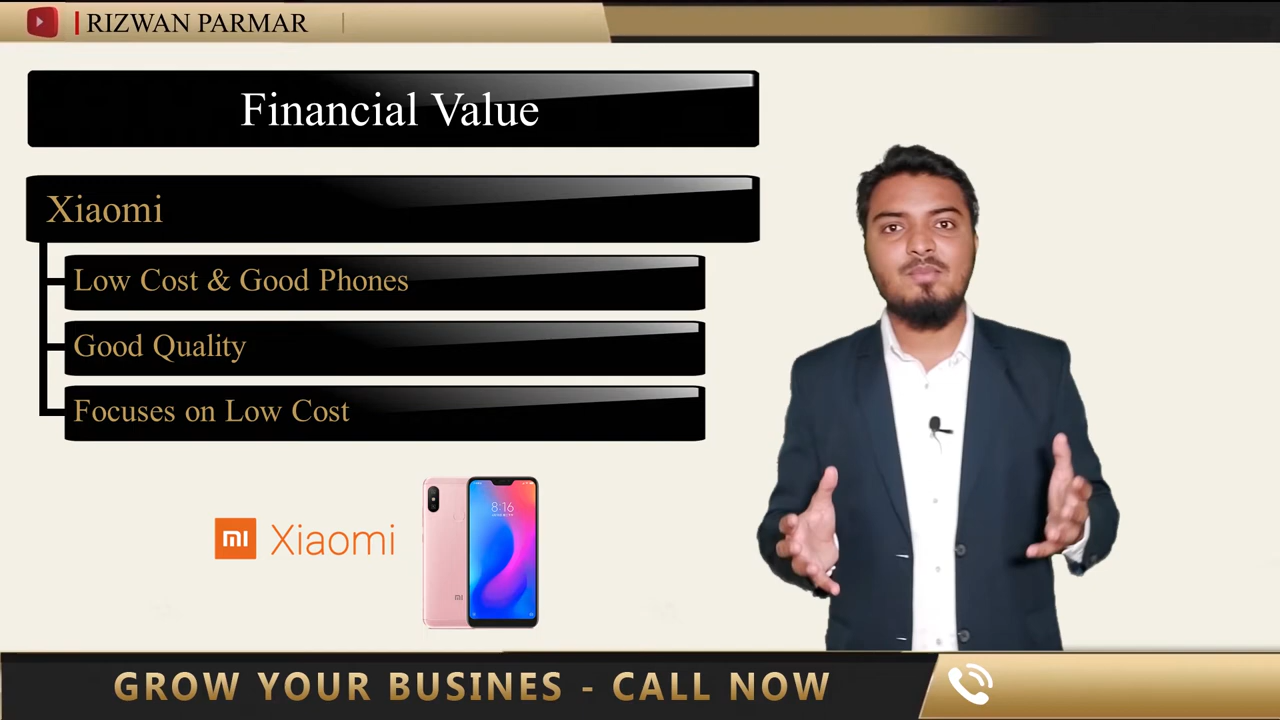 RIZWAN PARMAR
Financial Value
Xiaomi
Low Cost & Good Phones
Good Quality
Focuses on Low Cost
mi Xiaomi
8:16
mi
GROW YOUR BUSINES - CALL NOW